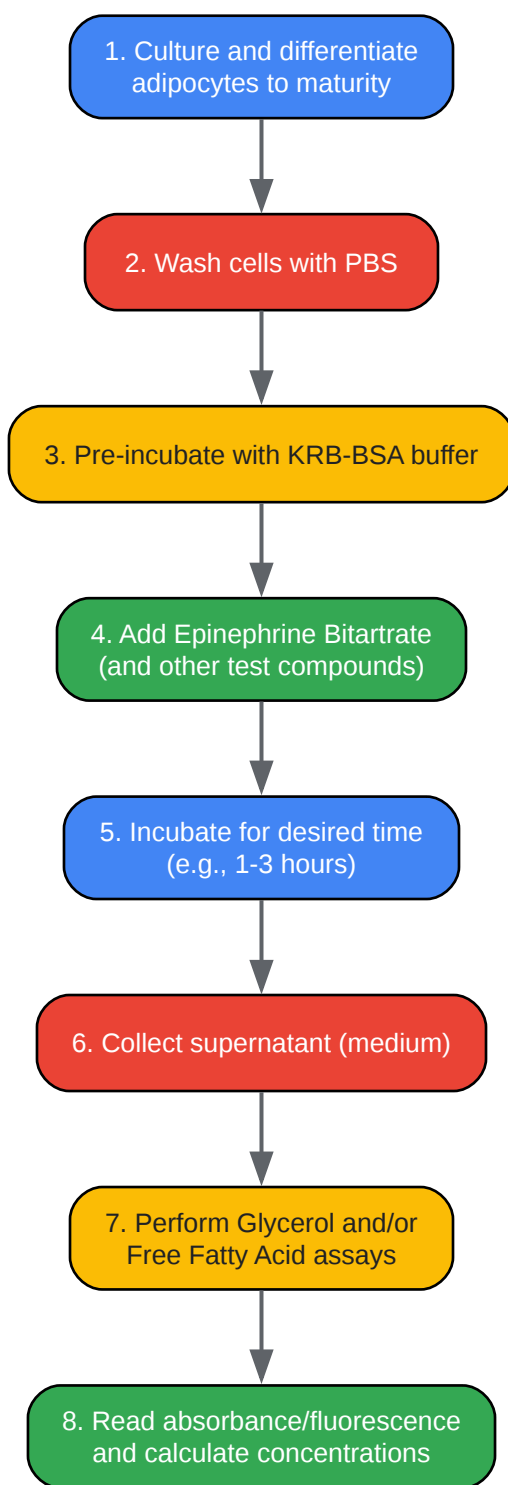 1. Culture and differentiate
adipocytes to maturity
2. Wash cells with PBS
3. Pre-incubate with KRB-BSA buffer
4. Add Epinephrine Bitartrate
(and other test compounds)
5. Incubate for desired time
(e.g., 1-3 hours)
6. Collect supernatant (medium)
7. Perform Glycerol and/or
Free Fatty Acid assays
8. Read absorbance/fluorescence
and calculate concentrations